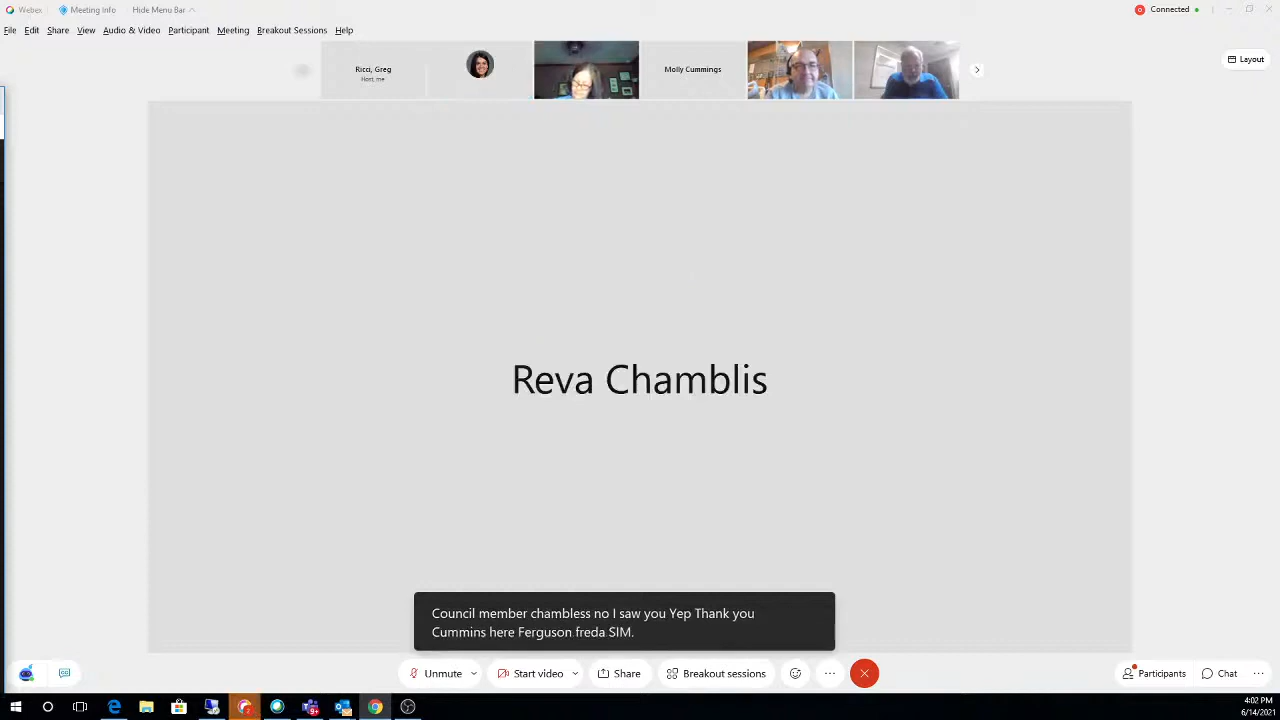 Webex Meeting Info Hide Menu Bar Connected
File Edit Share View Audio & Video Participant Meeting Breakout Sessions Help
Ricci, Greg
Host, me
Molly Cummings
Layout
Reva Chamblis
Council member chambless no I saw you Yep Thank you
Cummins here Ferguson freda SIM.
Unmute Start video Share Breakout sessions Participants Chat
4:02 PM
6/14/2021